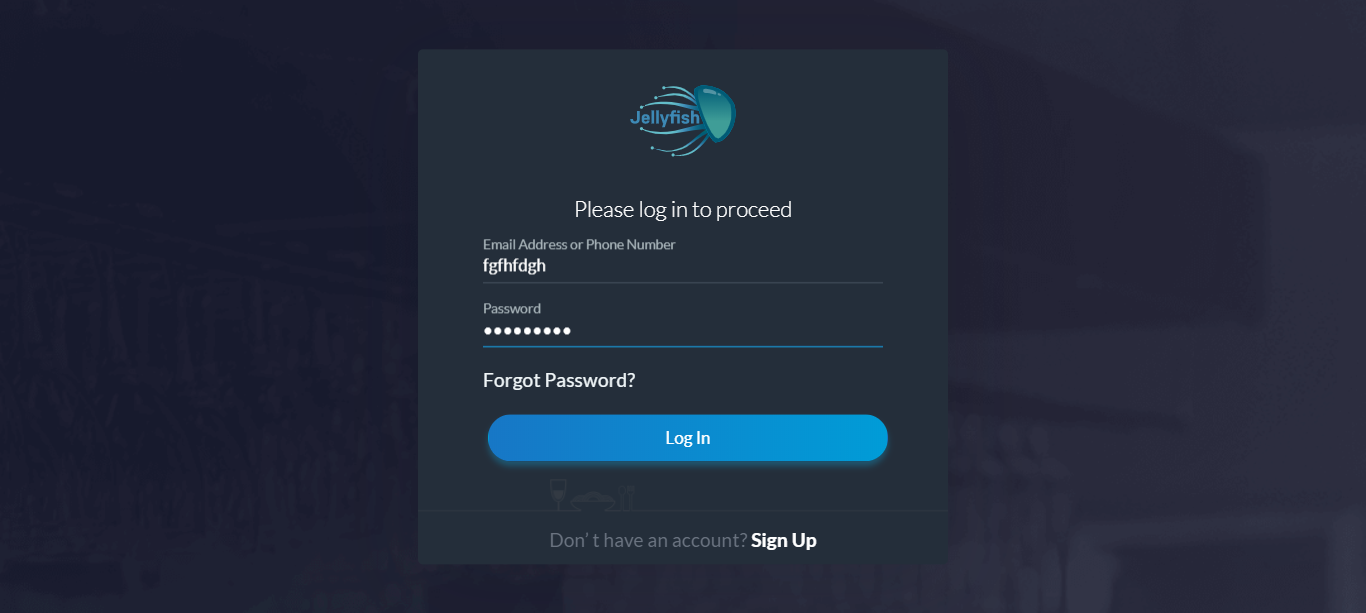 Jellyfish
Please log in to proceed
Email Address or Phone Number
fgfhfdgh
Password
•••••••••
Forgot Password?
Log In
Don' t have an account? Sign Up